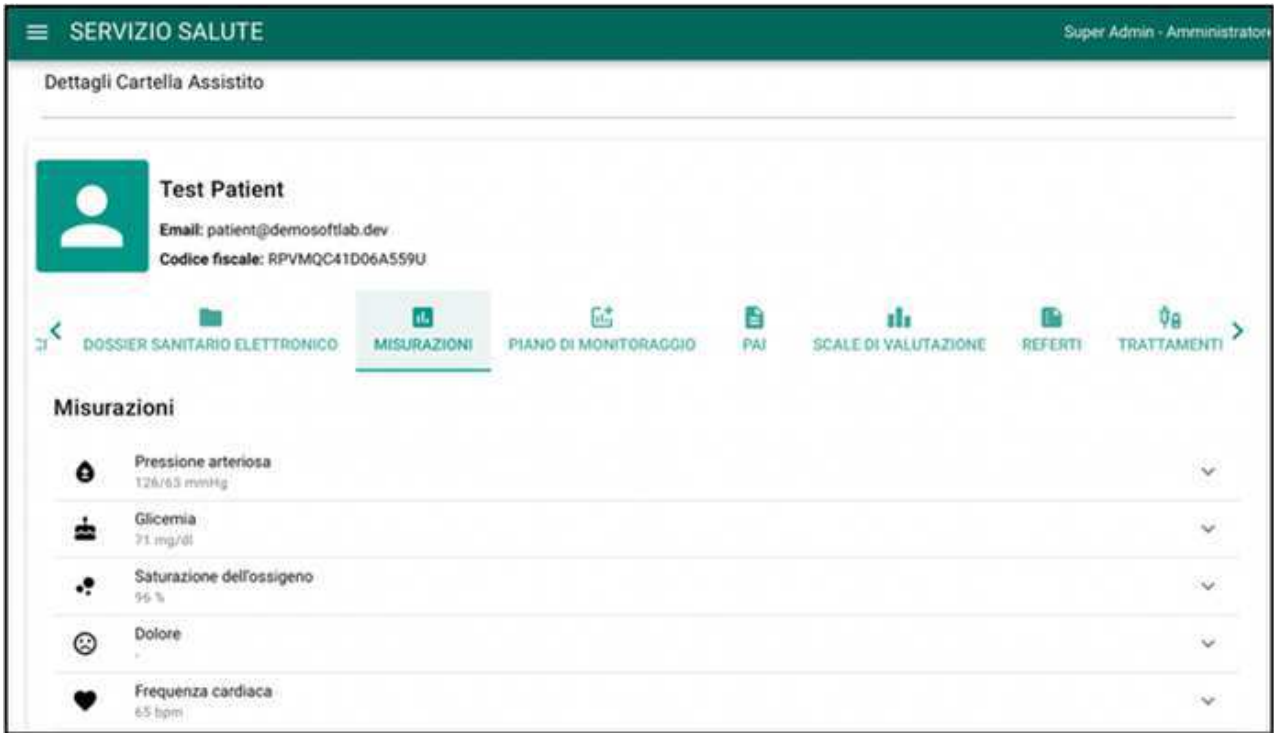 SERVIZIO SALUTE
Super Admin - Amministratore
Dettagli Cartella Assistito
Test Patient
Email: patient@demosoftlab.dev
Codice fiscale: RPVMQC41D06A559U
CI
DOSSIER SANITARIO ELETTRONICO
MISURAZIONI
PIANO DI MONITORAGGIO
PAI
SCALE DI VALUTAZIONE
REFERTI
TRATTAMENTI
Misurazioni
Pressione arteriosa
126/63 mmHg
Glicemia
71 mg/dl
Saturazione dell'ossigeno
96 %
Dolore
-
Frequenza cardiaca
65 bpm